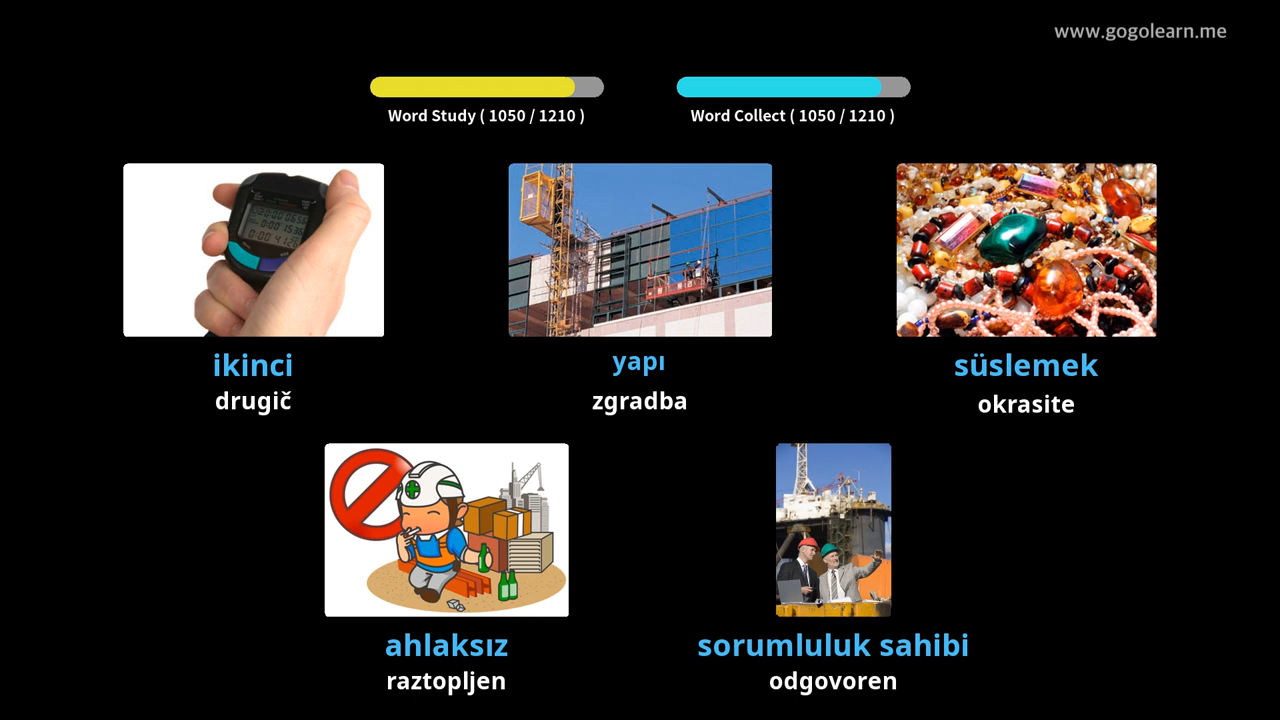 www.gogolearn.me
Word Study ( 1050 / 1210 )
Word Collect ( 1050 / 1210 )
ikinci
drugič
yapı
zgradba
süslemek
okrasite
ahlaksız
raztopljen
sorumluluk sahibi
odgovoren